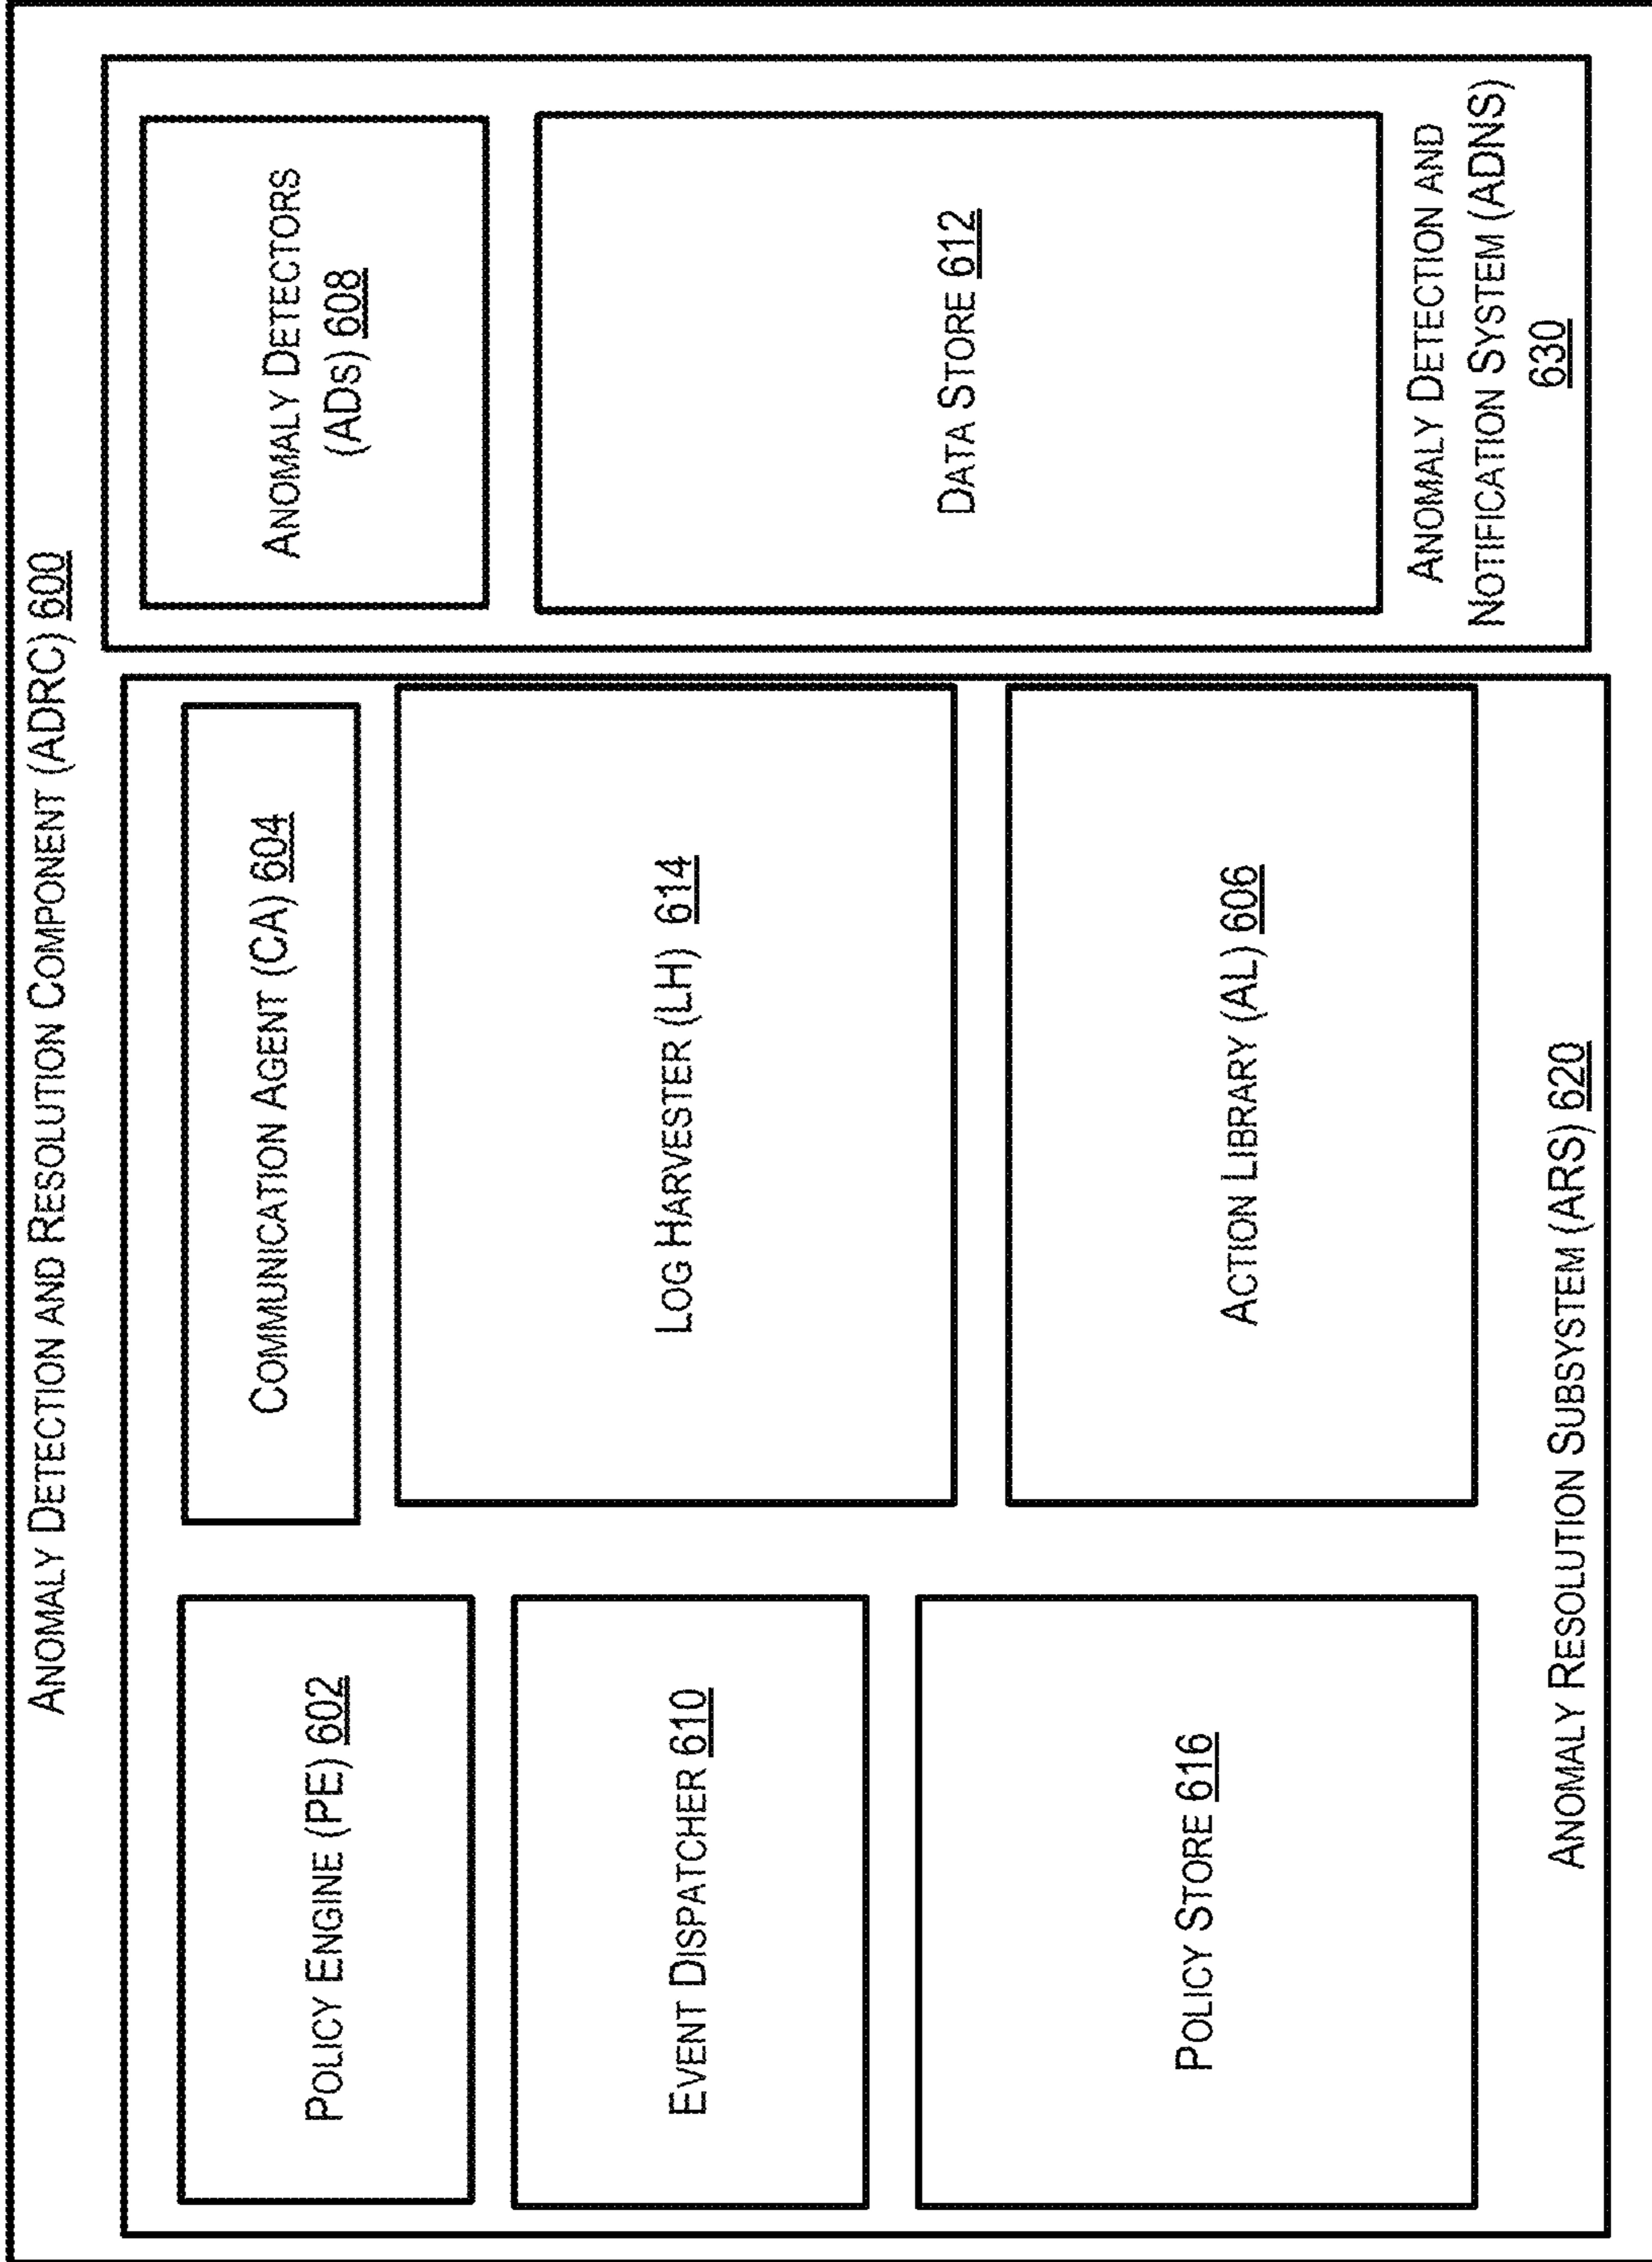 ANOMALY DETECTION AND RESOLUTION COMPONENT (ADRC) 600
POLICY ENGINE (PE) 602
EVENT DISPATCHER 610
POLICY STORE 616
COMMUNICATION AGENT (CA) 604
LOG HARVESTER (LH) 614
ACTION LIBRARY (AL) 606
ANOMALY RESOLUTION SUBSYSTEM (ARS) 620
ANOMALY DETECTORS
(ADS) 608
DATA STORE 612
ANOMALY DETECTION AND
NOTIFICATION SYSTEM (ADNS)
630